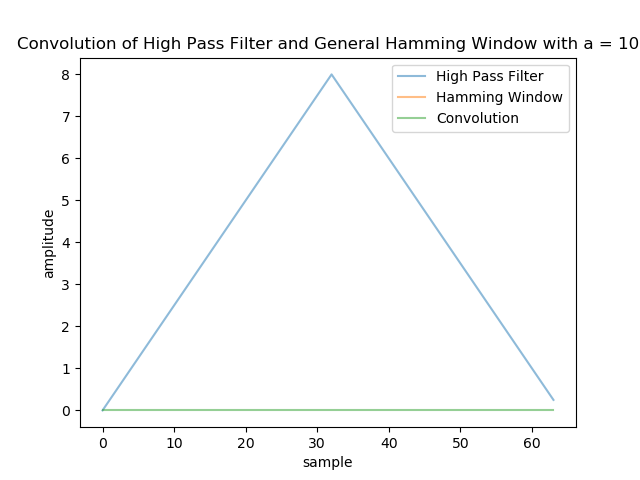 Convolution of High Pass Filter and General Hamming Window with a = 10
8
7
6
5
4
3
2
1
0
amplitude
High Pass Filter
Hamming Window
Convolution
0 10 20 30 40 50 60
sample